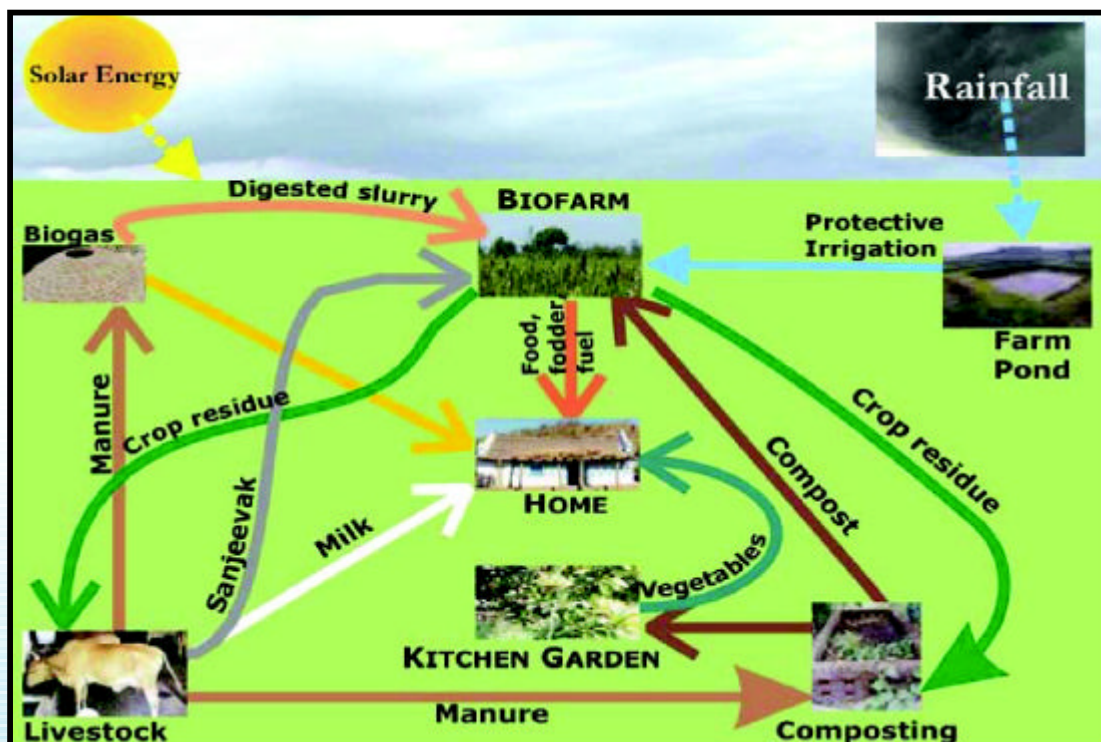 Solar Energy
Rainfall
Digested slurry
BIOFARM
Biogas
Protective
Irrigation
Food,
fodder
fuel
Farm
Pond
Manure
Crop residue
Crop residue
Compost
HOME
Sanjeevak
Milk
Vegetables
KITCHEN GARDEN
Livestock
Manure
Composting